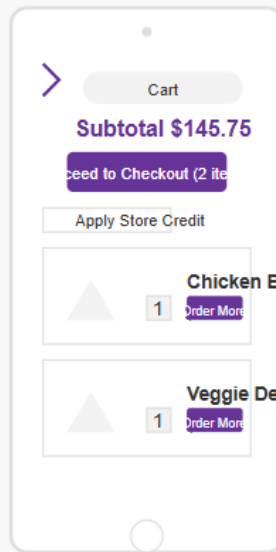 Cart
Subtotal $145.75
ceed to Checkout (2 ite
Apply Store Credit
Chicken
1
Order More
Veggie De
1
Order More